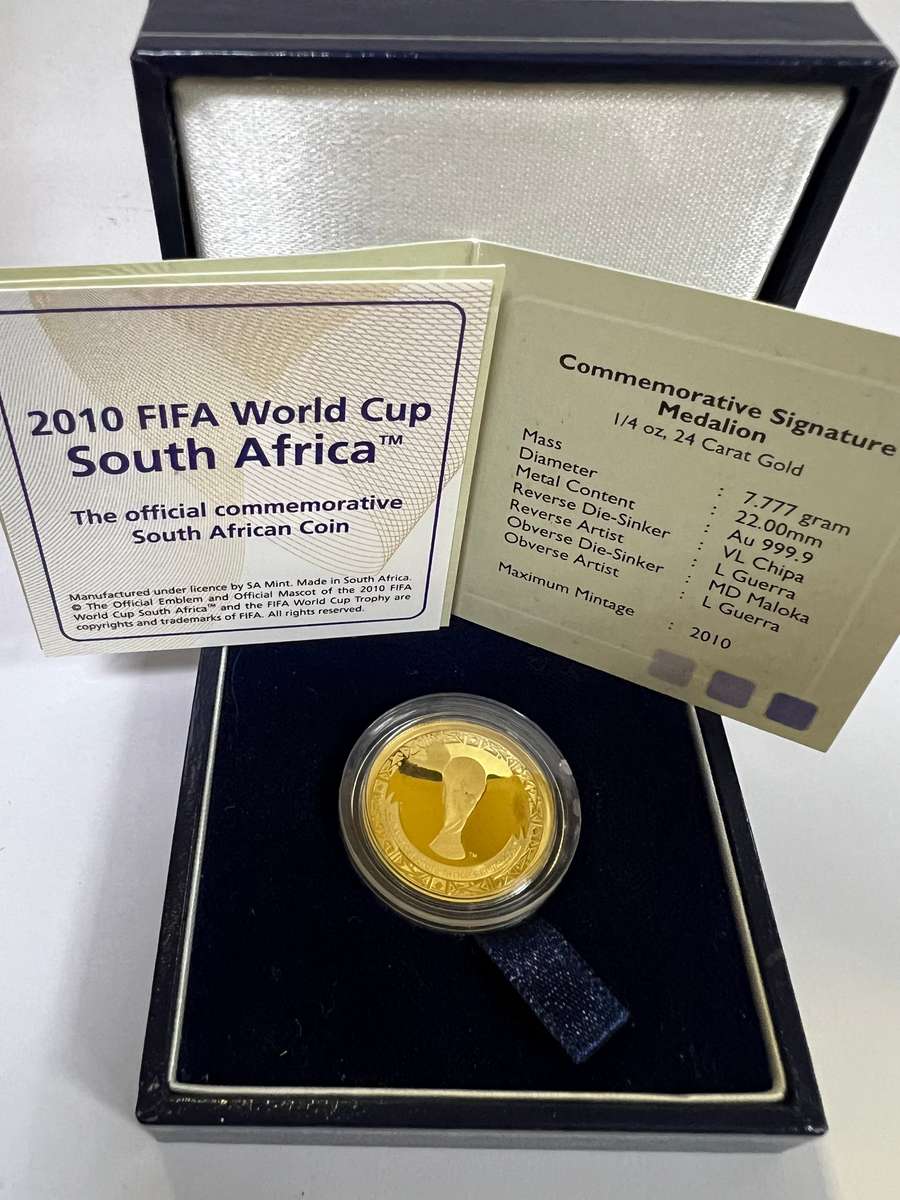 2010 FIFA World Cup
South Africa™
The official commemorative
South African Coin
Manufactured under licence by SA Mint. Made in South Africa.
© The Official Emblem and Official Mascot of the 2010 FIFA
World Cup South Africa™ and the FIFA World Cup Trophy are
copyrights and trademarks of FIFA. All rights reserved.
Commemorative Signature
Medalion
1/4 oz, 24 Carat Gold
Mass : 7.777 gram
Diameter : 22.00mm
Metal Content : Au 999.9
Reverse Die-Sinker : VL Chipa
Reverse Artist : L Guerra
Obverse Die-Sinker : MD Maloka
Obverse Artist : L Guerra
Maximum Mintage : 2010
TM